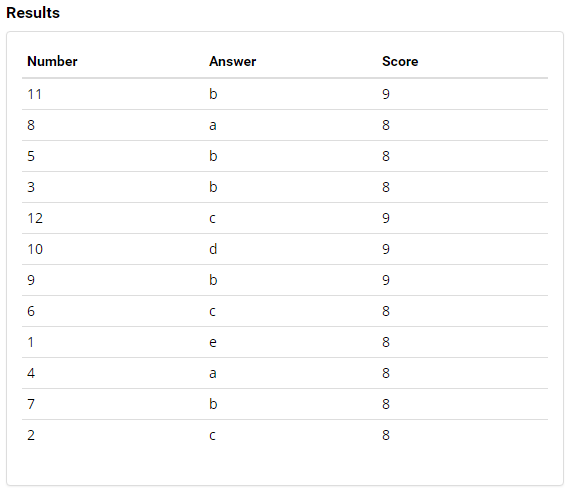 Results
Number Answer Score
11 b 9
8 a 8
5 b 8
3 b 8
12 c 9
10 d 9
9 b 9
6 c 8
1 e 8
4 a 8
7 b 8
2 c 8